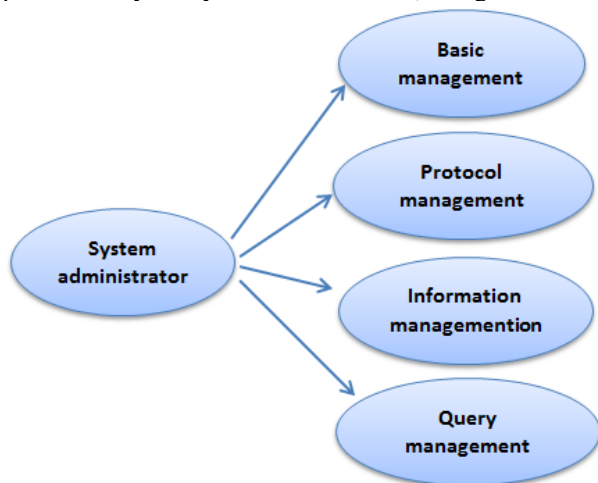 Basic
management
Protocol
management
System
administrator
Information
managemention
Query
management